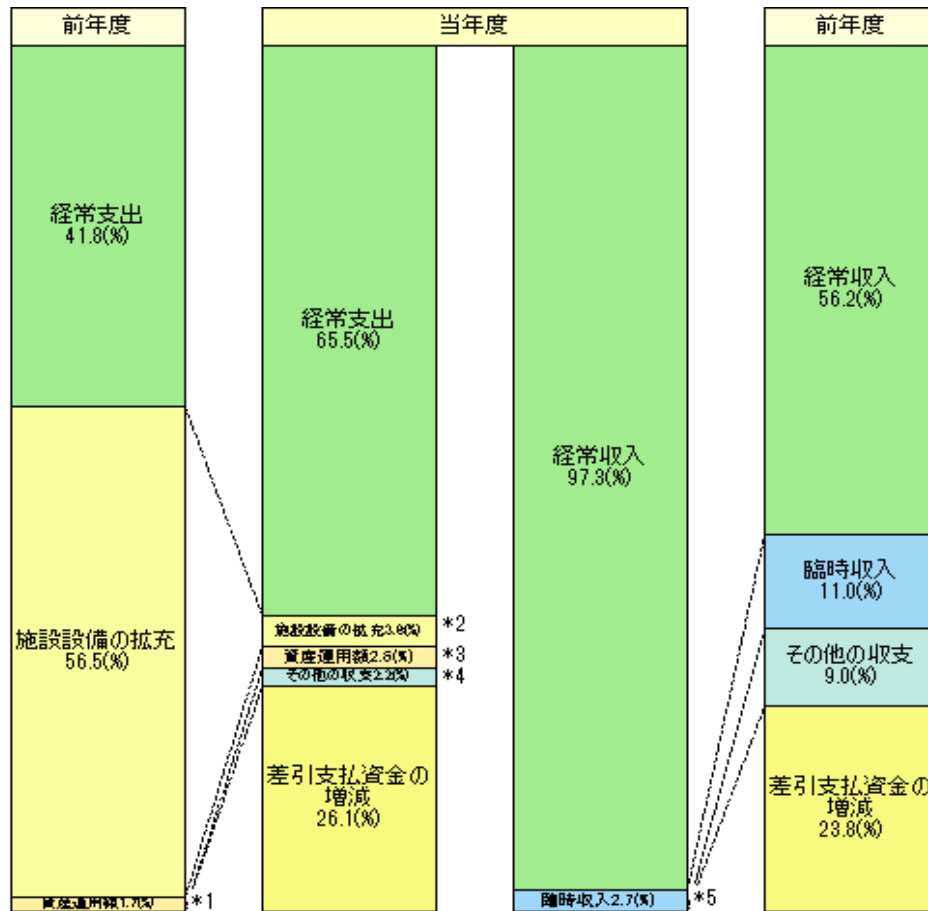 前年度
当年度
前年度
経常支出
41.8(%)
施設設備の拡充
56.5(%)
資産運用額1.7(%)
*1
経常支出
65.5(%)
施設設備の拡充3.6(%)
*2
資産運用額2.6(%)
*3
その他の収支2.2(%)
*4
差引支払資金の
増減
26.1(%)
経常収入
97.3(%)
臨時収入2.7(%)
*5
経常収入
56.2(%)
臨時収入
11.0(%)
その他の収支
9.0(%)
差引支払資金の
増減
23.8(%)